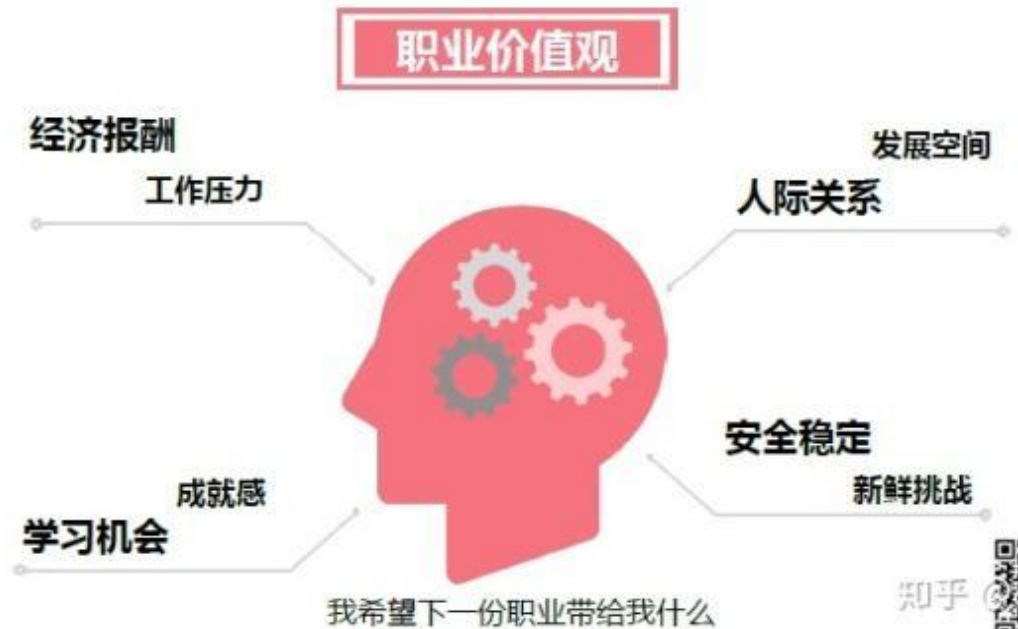 职业价值观
经济报酬
工作压力
发展空间
人际关系
成就感
学习机会
安全稳定
新鲜挑战
我希望下一份职业带给我什么
知乎 @